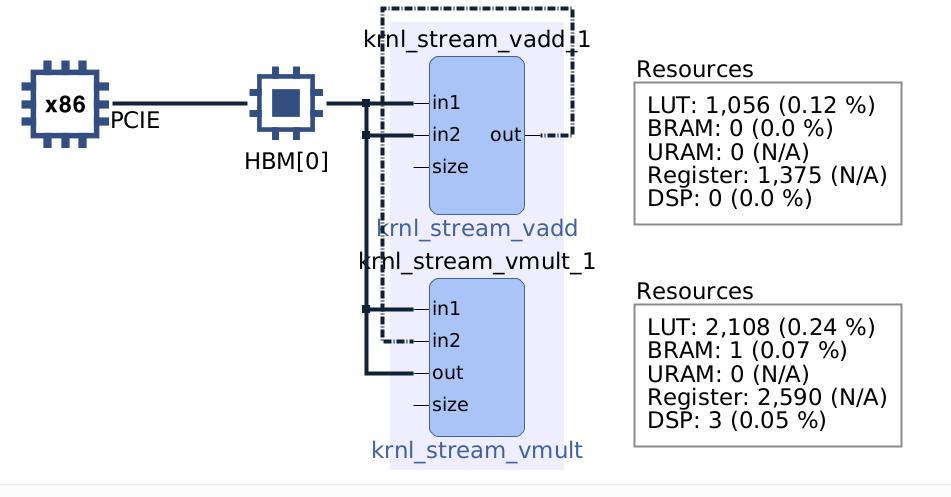 x86
PCIE
HBM[0]
krnl_stream_vadd_1
in1
in2
out
size
krnl_stream_vadd
Resources
LUT: 1,056 (0.12 %)
BRAM: 0 (0.0 %)
URAM: 0 (N/A)
Register: 1,375 (N/A)
DSP: 0 (0.0 %)
krnl_stream_vmult_1
in1
in2
out
size
krnl_stream_vmult
Resources
LUT: 2,108 (0.24 %)
BRAM: 1 (0.07 %)
URAM: 0 (N/A)
Register: 2,590 (N/A)
DSP: 3 (0.05 %)